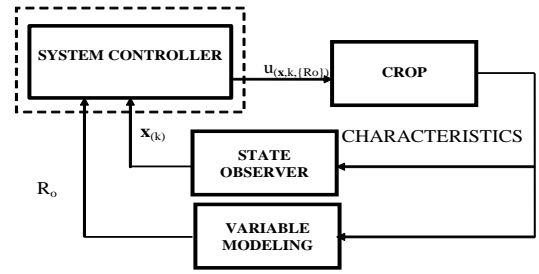 SYSTEM CONTROLLER
u(x,k,{Ro})
CROP
x(k)
CHARACTERISTICS
STATE
OBSERVER
Ro
VARIABLE
MODELING